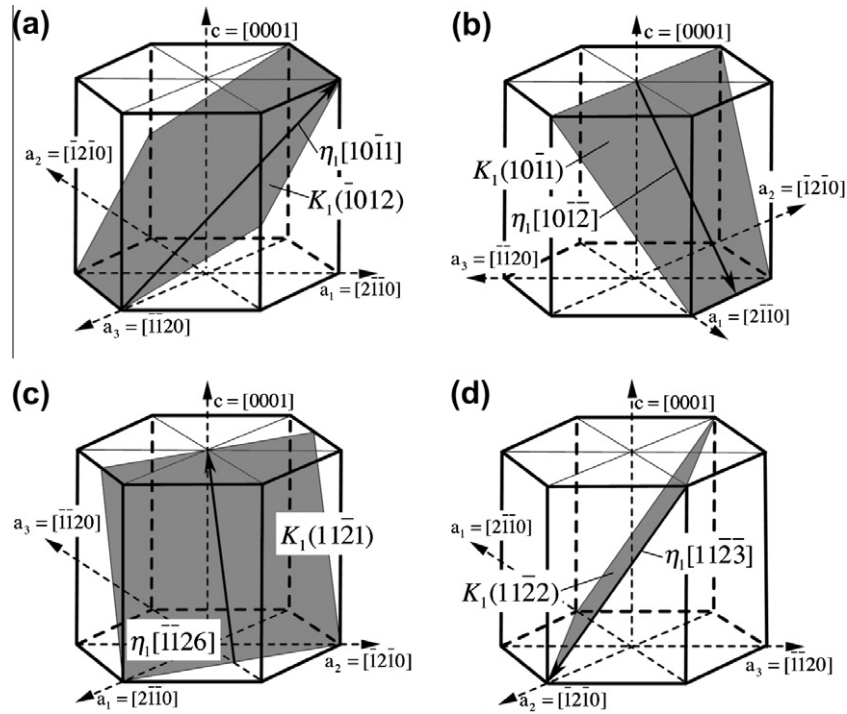 (a)
c = [0001]
a₂ = [1̄21̄0]
η₁[101̄1]
K₁(1̄012)
a₁ = [21̄1̄0]
a₃ = [1̄1̄20]
(b)
c = [0001]
K₁(101̄1)
η₁[101̄2̄]
a₂ = [1̄21̄0]
a₃ = [1̄1̄20]
a₁ = [21̄1̄0]
(c)
c = [0001]
a₃ = [1̄1̄20]
K₁(112̄1)
η₁[1̄1̄26]
a₂ = [1̄21̄0]
a₁ = [21̄1̄0]
(d)
c = [0001]
a₁ = [21̄1̄0]
η₁[112̄3̄]
K₁(112̄2)
a₃ = [1̄1̄20]
a₂ = [1̄21̄0]